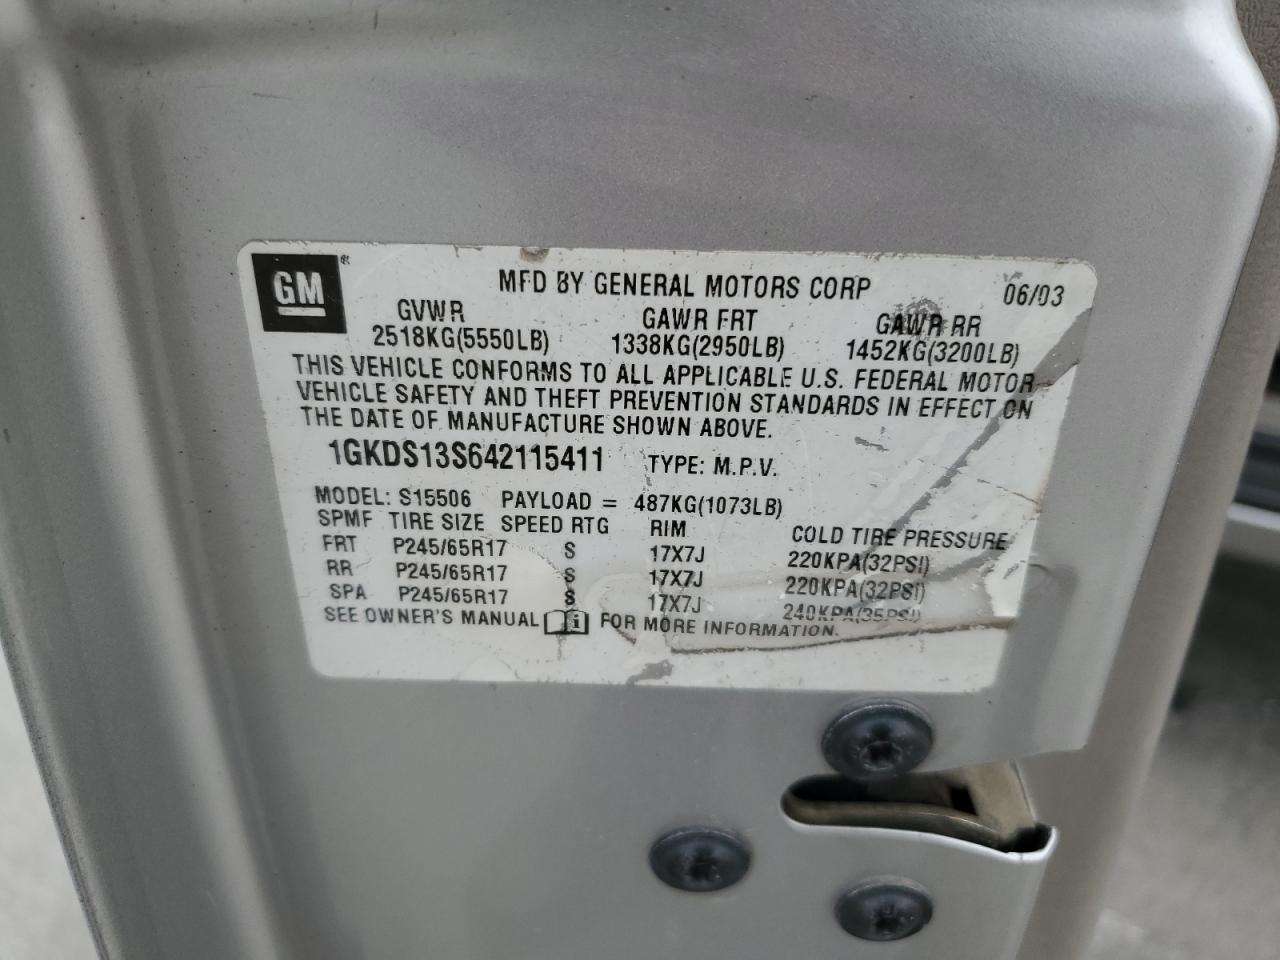 GM ®
MFD BY GENERAL MOTORS CORP 06/03
GVWR GAWR FRT GAWR RR
2518KG(5550LB) 1338KG(2950LB) 1452KG(3200LB)
THIS VEHICLE CONFORMS TO ALL APPLICABLE U.S. FEDERAL MOTOR
VEHICLE SAFETY AND THEFT PREVENTION STANDARDS IN EFFECT ON
THE DATE OF MANUFACTURE SHOWN ABOVE.
1GKDS13S642115411 TYPE: M.P.V.
MODEL: S15506 PAYLOAD = 487KG(1073LB)
SPMF TIRE SIZE SPEED RTG RIM COLD TIRE PRESSURE
FRT P245/65R17 S 17X7J 220KPA(32PSI)
RR P245/65R17 S 17X7J 220KPA(32PSI)
SPA P245/65R17 S 17X7J 240KPA(35PSI)
SEE OWNER'S MANUAL i FOR MORE INFORMATION.